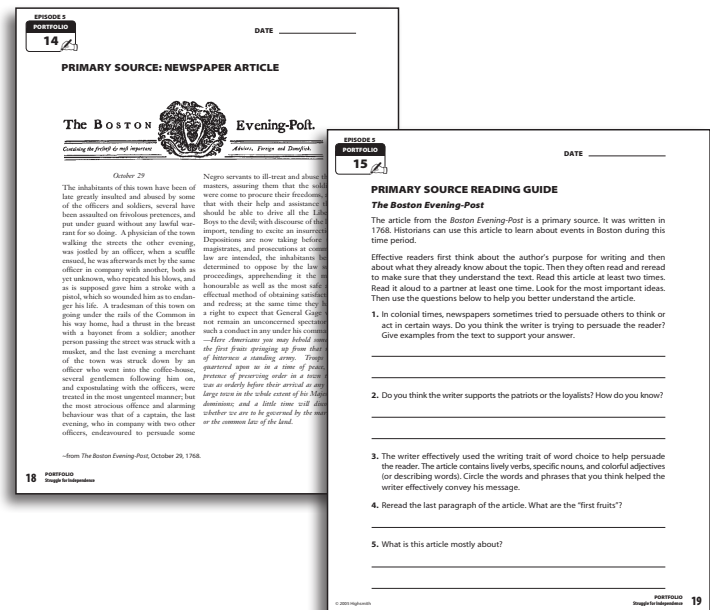 EPISODE 5
PORTFOLIO
14
DATE
PRIMARY SOURCE: NEWSPAPER ARTICLE
The BOSTON Evening-Post.
Containing the freshest & most important Advices, Foreign and Domestick.
October 29
The inhabitants of this town have been of
late greatly insulted and abused by some
of the officers and soldiers, several have
been assaulted on frivolous pretences, and
put under guard without any lawful war-
rant for so doing. A physician of the town
walking the streets the other evening,
was jostled by an officer, when a scuffle
ensued, he was afterwards met by the same
officer in company with another, both as
yet unknown, who repeated his blows, and
as is supposed gave him a stroke with a
pistol, which so wounded him as to endan-
ger his life. A tradesman of this town on
going under the rails of the Common in
his way home, had a thrust in the breast
with a bayonet from a soldier; another
person passing the street was struck with a
musket, and the last evening a merchant
of the town was struck down by an
officer who went into the coffee-house,
several gentlemen following him on,
and expostulating with the officers, were
treated in the most ungenteel manner; but
the most atrocious offence and alarming
behaviour was that of a captain, the last
evening, who in company with two other
officers, endeavoured to persuade some
Negro servants to ill-treat and abuse
masters, assuring them that the
were come to procure their freedoms,
that with their help and assistance
should be able to drive all the
Boys to the devil; with discourse of the
import, tending to excite an
Depositions are now taking before
magistrates, and prosecutions at
law are intended, the inhabitants
determined to oppose by the law
proceedings, apprehending it the
honourable as well as the most safe
effectual method of obtaining
and redress; at the same time they
a right to expect that General Gage
not remain an unconcerned
such a conduct in any under his
—Here Americans you may behold
the first fruits springing up from that
of bitterness a standing army. Troops
quartered upon us in a time of peace,
pretence of preserving order in a town
was as orderly before their arrival as any
large town in the whole extent of his
dominions; and a little time will
whether we are to be governed by the
or the common law of the land.
~from The Boston Evening-Post, October 29, 1768.
18 PORTFOLIO
Struggle for Independence
EPISODE 5
PORTFOLIO
15
DATE
PRIMARY SOURCE READING GUIDE
The Boston Evening-Post
The article from the Boston Evening-Post is a primary source. It was written in
1768. Historians can use this article to learn about events in Boston during this
time period.
Effective readers first think about the author's purpose for writing and then
about what they already know about the topic. Then they often read and reread
to make sure that they understand the text. Read this article at least two times.
Read it aloud to a partner at least one time. Look for the most important ideas.
Then use the questions below to help you better understand the article.
1. In colonial times, newspapers sometimes tried to persuade others to think or
act in certain ways. Do you think the writer is trying to persuade the reader?
Give examples from the text to support your answer.
2. Do you think the writer supports the patriots or the loyalists? How do you know?
3. The writer effectively used the writing trait of word choice to help persuade
the reader. The article contains lively verbs, specific nouns, and colorful adjectives
(or describing words). Circle the words and phrases that you think helped the
writer effectively convey his message.
4. Reread the last paragraph of the article. What are the "first fruits"?
5. What is this article mostly about?
© 2005 Highsmith
PORTFOLIO
Struggle for Independence 19